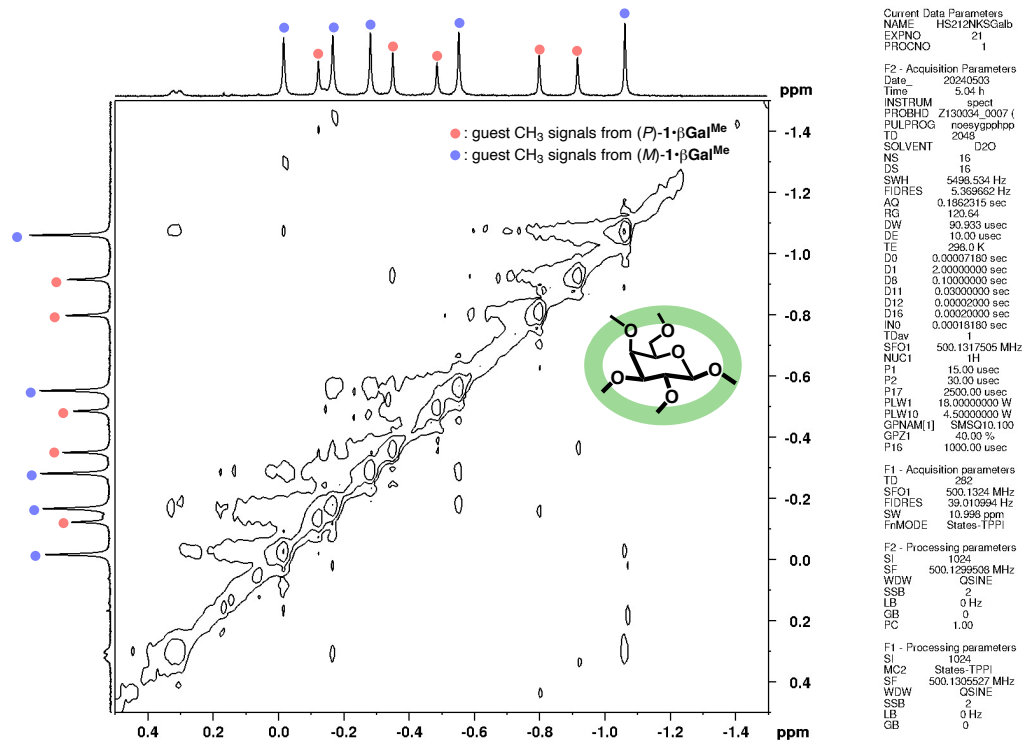 ppm
-1.4
-1.2
-1.0
-0.8
-0.6
-0.4
-0.2
0.0
0.2
0.4
0.4 0.2 0.0 -0.2 -0.4 -0.6 -0.8 -1.0 -1.2 -1.4 ppm
: guest CH3 signals from (P)-1•βGalMe
: guest CH3 signals from (M)-1•βGalMe
O
O
O
O
O
O
Current Data Parameters
NAME HS212NKSGalb
EXPNO 21
PROCNO 1
F2 - Acquisition Parameters
Date_ 20240503
Time 5.04 h
INSTRUM spect
PROBHD Z130034_0007 (
PULPROG noesygpphpp
TD 2048
SOLVENT D2O
NS 16
DS 16
SWH 5498.534 Hz
FIDRES 5.369662 Hz
AQ 0.1862315 sec
RG 120.64
DW 90.933 usec
DE 10.00 usec
TE 298.0 K
D0 0.00007180 sec
D1 2.00000000 sec
D8 0.10000000 sec
D11 0.03000000 sec
D12 0.00002000 sec
D16 0.00020000 sec
IN0 0.00018180 sec
TDav 1
SFO1 500.1317505 MHz
NUC1 1H
P1 15.00 usec
P2 30.00 usec
P17 2500.00 usec
PLW1 18.00000000 W
PLW10 4.50000000 W
GPNAM[1] SMSQ10.100
GPZ1 40.00 %
P16 1000.00 usec
F1 - Acquisition parameters
TD 282
SFO1 500.1324 MHz
FIDRES 39.010994 Hz
SW 10.998 ppm
FnMODE States-TPPI
F2 - Processing parameters
SI 1024
SF 500.1299508 MHz
WDW QSINE
SSB 2
LB 0 Hz
GB 0
PC 1.00
F1 - Processing parameters
SI 1024
MC2 States-TPPI
SF 500.1305527 MHz
WDW QSINE
SSB 2
LB 0 Hz
GB 0